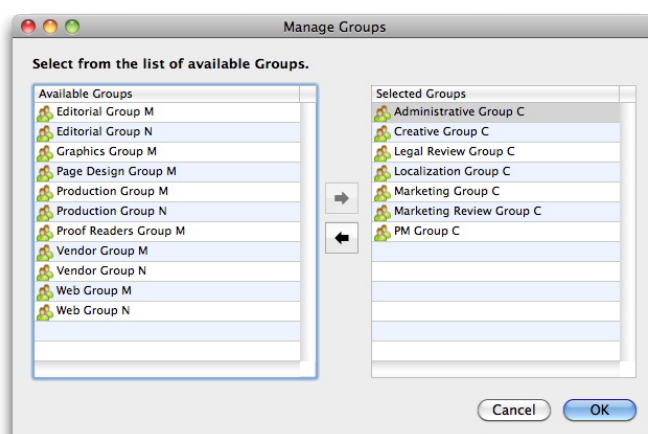 Manage Groups
Select from the list of available Groups.
Available Groups
Editorial Group M
Editorial Group N
Graphics Group M
Page Design Group M
Production Group M
Production Group N
Proof Readers Group M
Vendor Group M
Vendor Group N
Web Group M
Web Group N
Selected Groups
Administrative Group C
Creative Group C
Legal Review Group C
Localization Group C
Marketing Group C
Marketing Review Group C
PM Group C
Cancel
OK